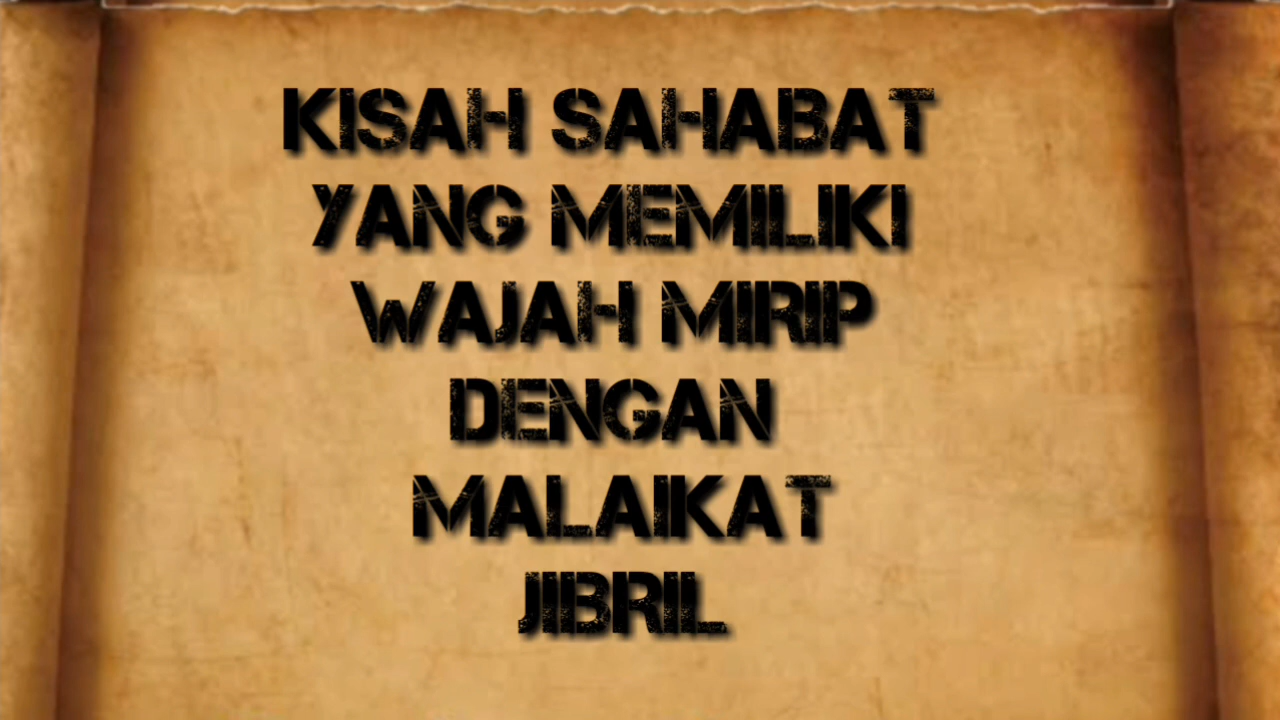 KISAH SAHABAT
YANG MEMILIKI
WAJAH MIRIP
DENGAN
MALAIKAT
JIBRIL